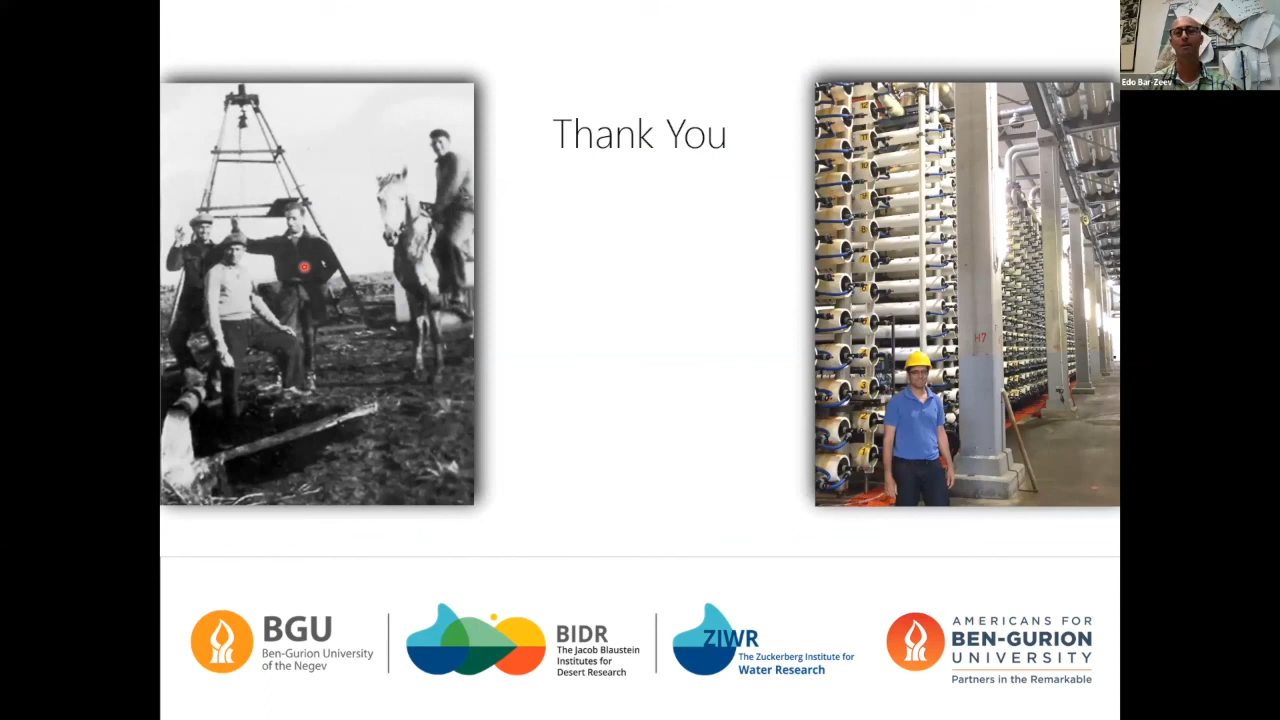 Edo Bar-Zeev
Thank You
H7
BGU
Ben-Gurion University
of the Negev
BIDR
The Jacob Blaustein
Institutes for
Desert Research
ZIWR
The Zuckerberg Institute for
Water Research
AMERICANS FOR
BEN-GURION
UNIVERSITY
Partners in the Remarkable